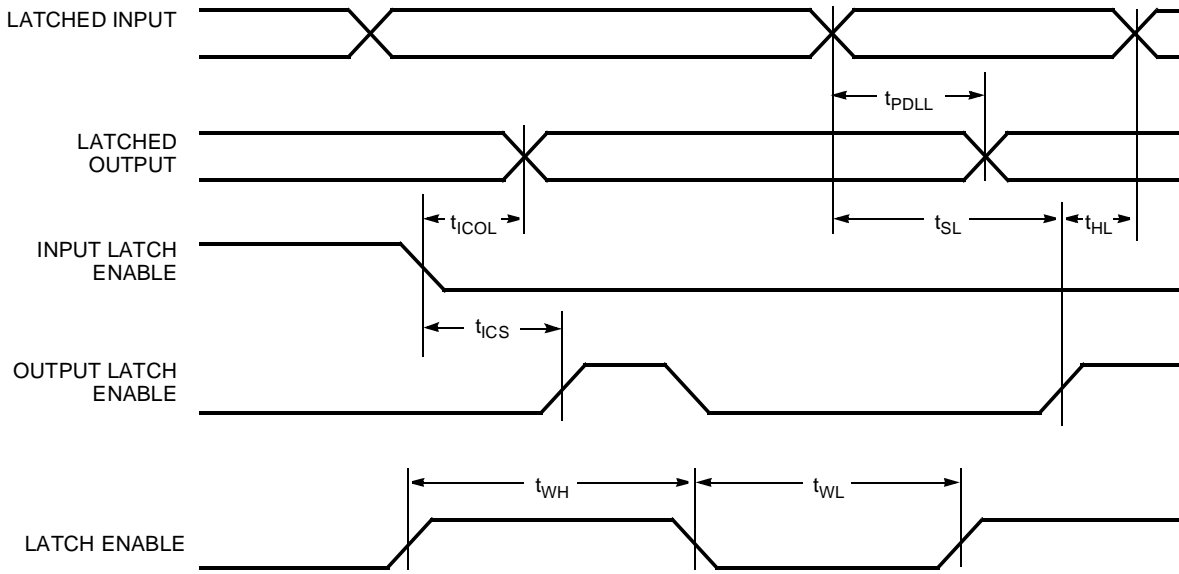 LATCHED INPUT
tPDLL
LATCHED
OUTPUT
tICOL
tSL
tHL
INPUT LATCH
ENABLE
tICS
OUTPUT LATCH
ENABLE
tWH
tWL
LATCH ENABLE